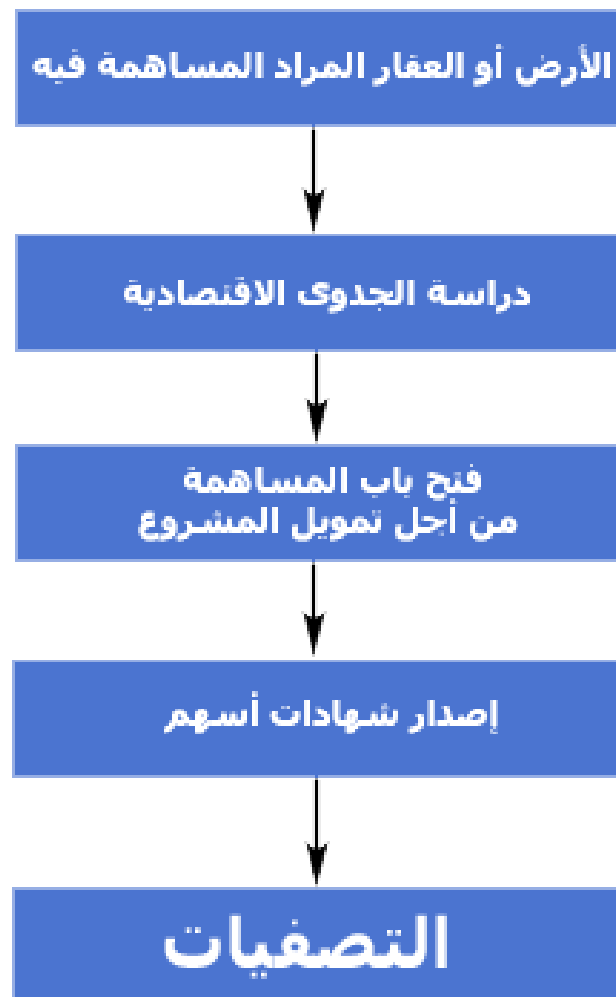 الأرض أو العقار المراد المساهمة فيه
دراسة الجدوى الاقتصادية
فتح باب المساهمة
من أجل تمويل المشروع
إصدار شهادات أسهم
التصفيات